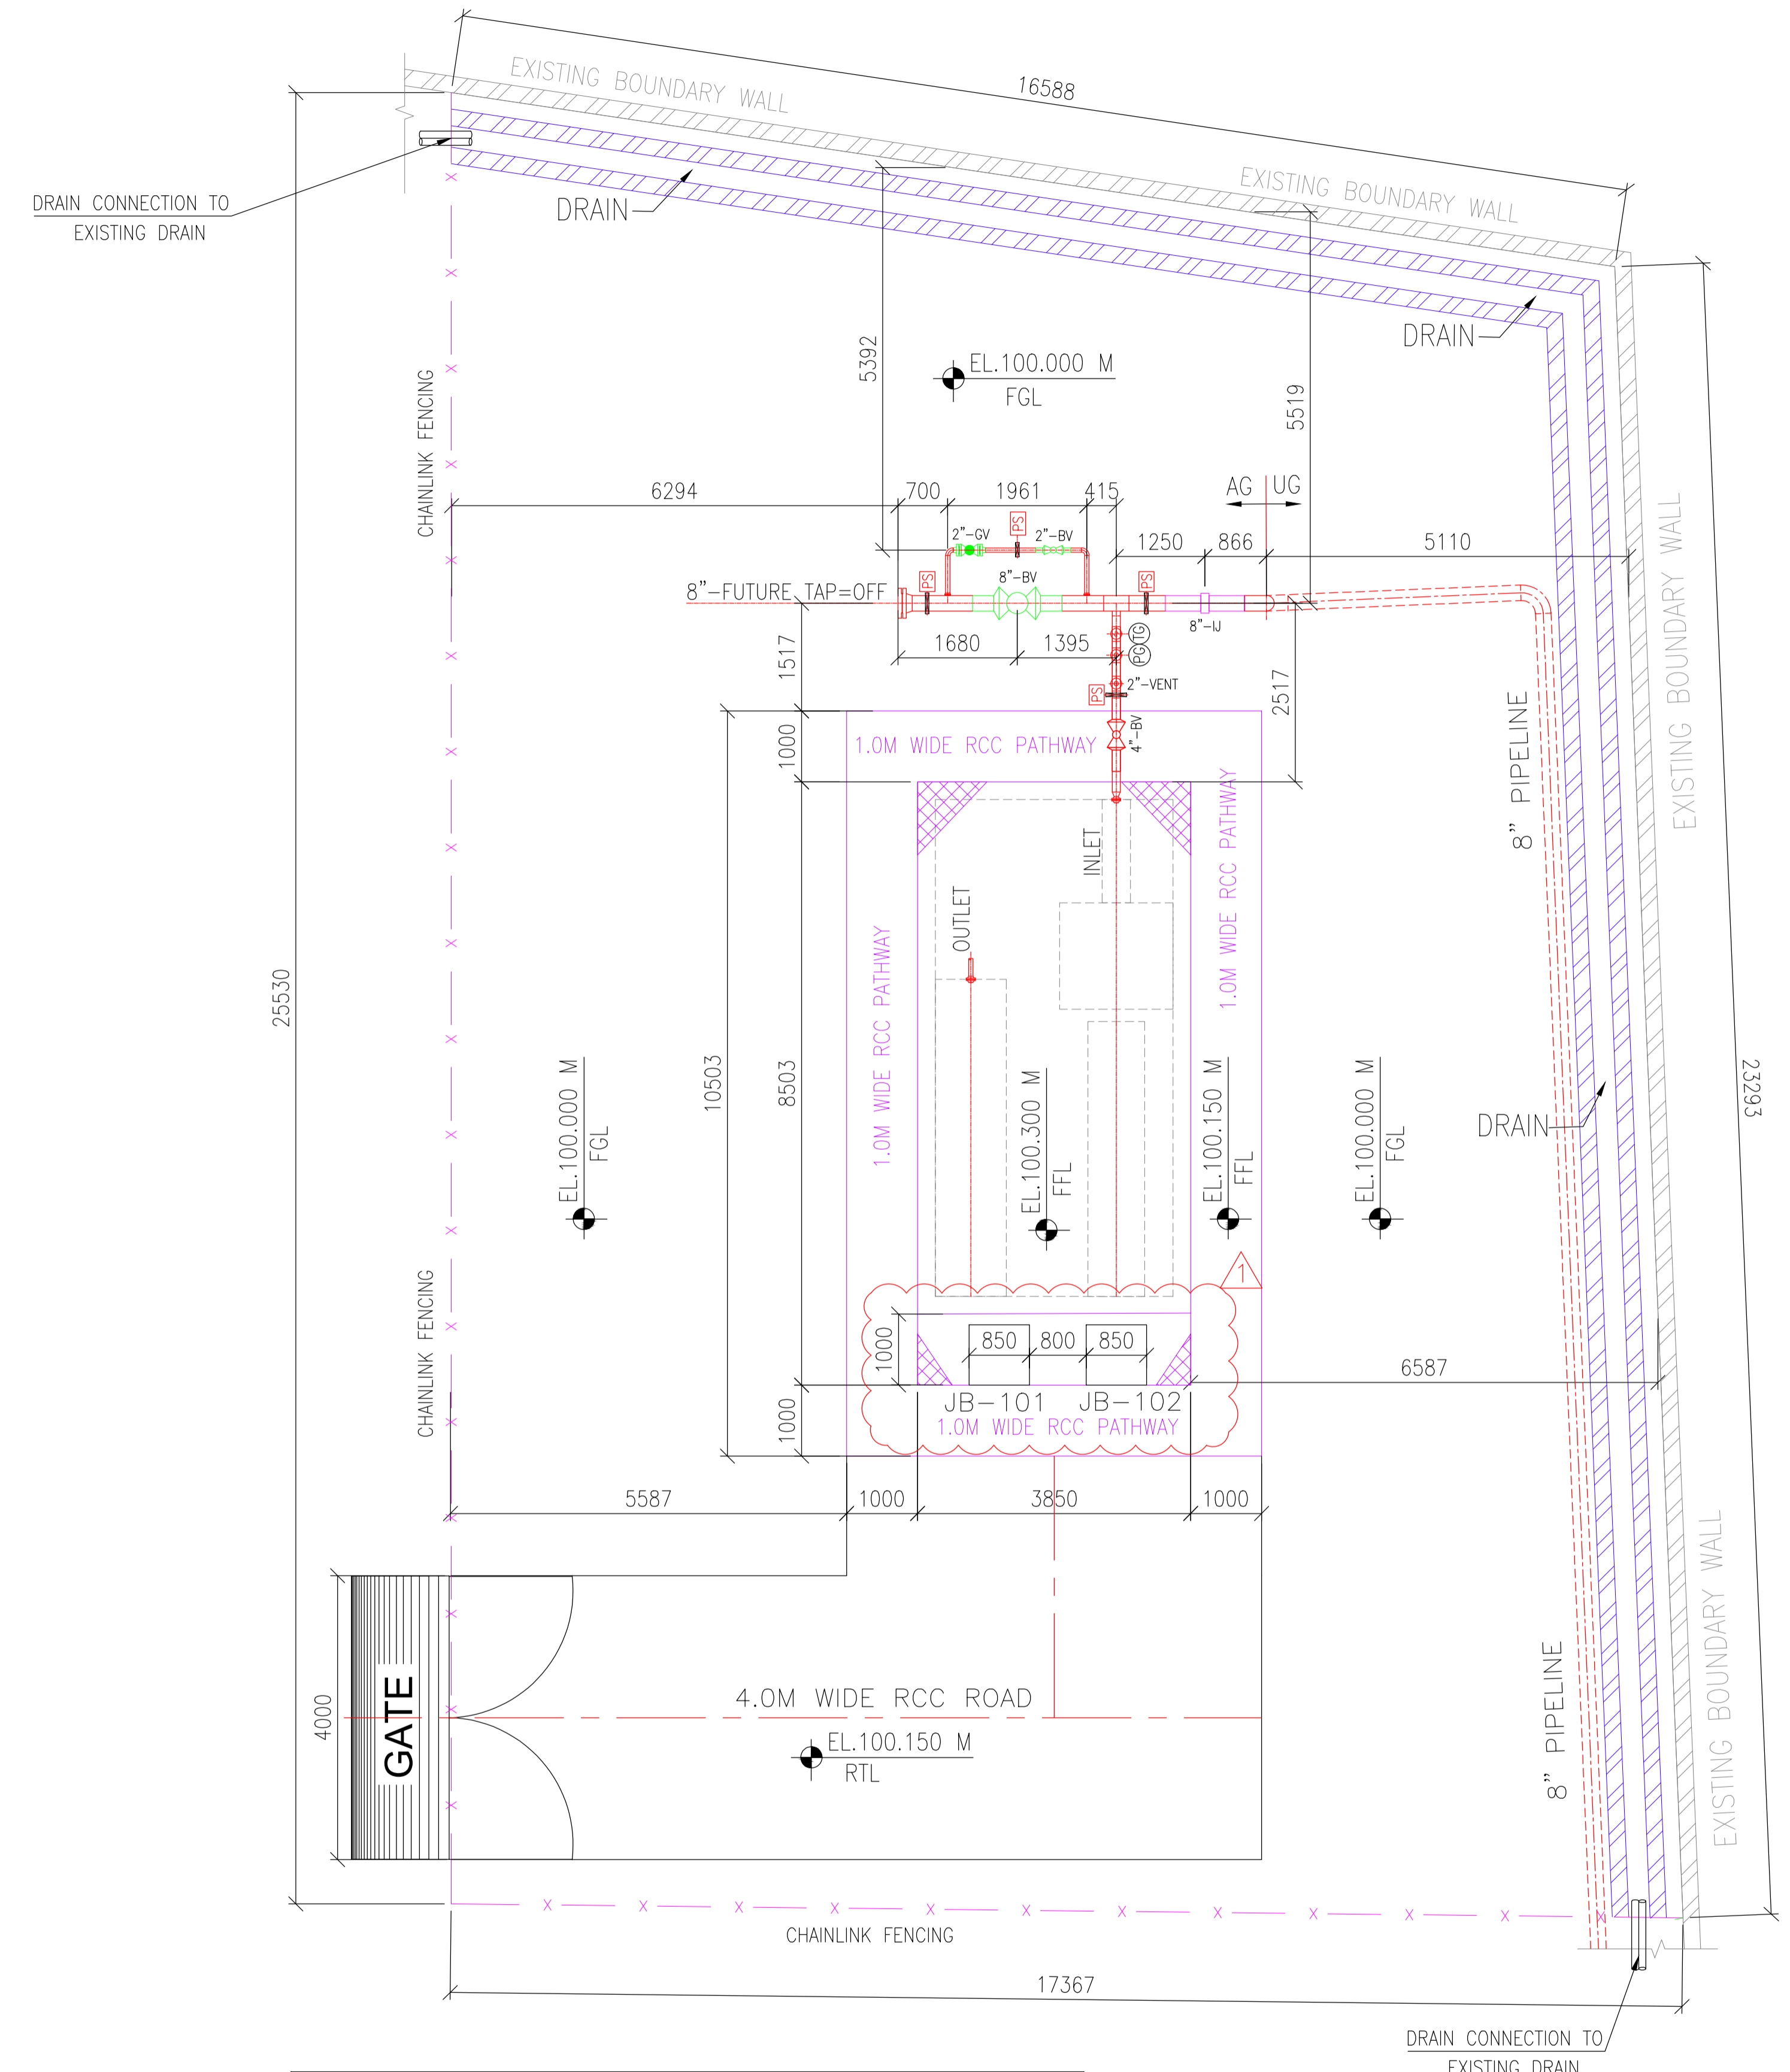 EXISTING BOUNDARY WALL
16588
EXISTING BOUNDARY WALL
DRAIN CONNECTION TO
EXISTING DRAIN
DRAIN
DRAIN
5392
EL.100.000 M
FGL
5519
CHAINLINK FENCING
6294
700
1961
415
AG
UG
2"-GV
PS
2"-BV
1250
866
5110
8"-FUTURE TAP=OFF
PS
8"-BV
PS
8"-IJ
1517
1680
1395
TG
PG
PS
2"-VENT
2517
4"-BV
1000
1.0M WIDE RCC PATHWAY
EXISTING BOUNDARY WALL
8" PIPELINE
INLET
1.0M WIDE RCC PATHWAY
OUTLET
1.0M WIDE RCC PATHWAY
25530
10503
8503
EL.100.000 M
FGL
EL.100.300 M
FFL
EL.100.150 M
FFL
EL.100.000 M
FGL
DRAIN
23293
CHAINLINK FENCING
1
1000
850
800
850
6587
JB-101
JB-102
1000
1.0M WIDE RCC PATHWAY
5587
1000
3850
1000
EXISTING BOUNDARY WALL
4000
GATE
4.0M WIDE RCC ROAD
EL.100.150 M
RTL
8" PIPELINE
CHAINLINK FENCING
17367
DRAIN CONNECTION TO
EXISTING DRAIN